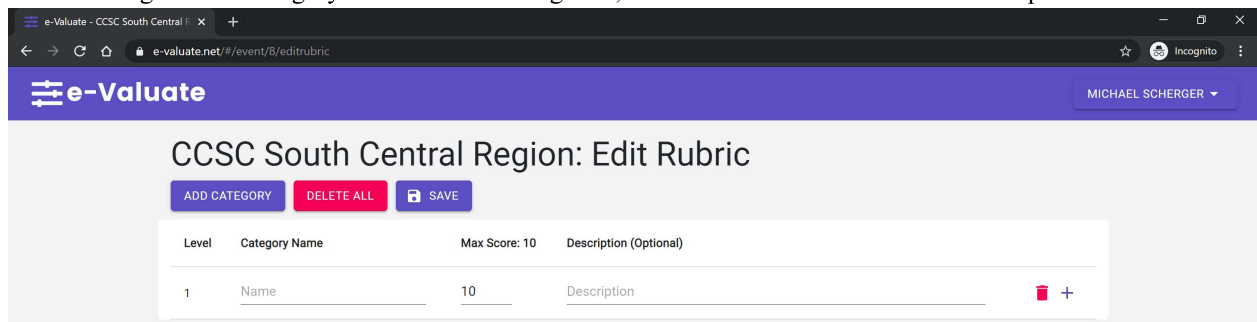 e-Valuate - CCSC South Central R
e-valuate.net/#/event/8/editrubric
Incognito
e-Valuate
MICHAEL SCHERGER
CCSC South Central Region: Edit Rubric
ADD CATEGORY DELETE ALL SAVE
Level Category Name Max Score: 10 Description (Optional)
1 Name 10 Description